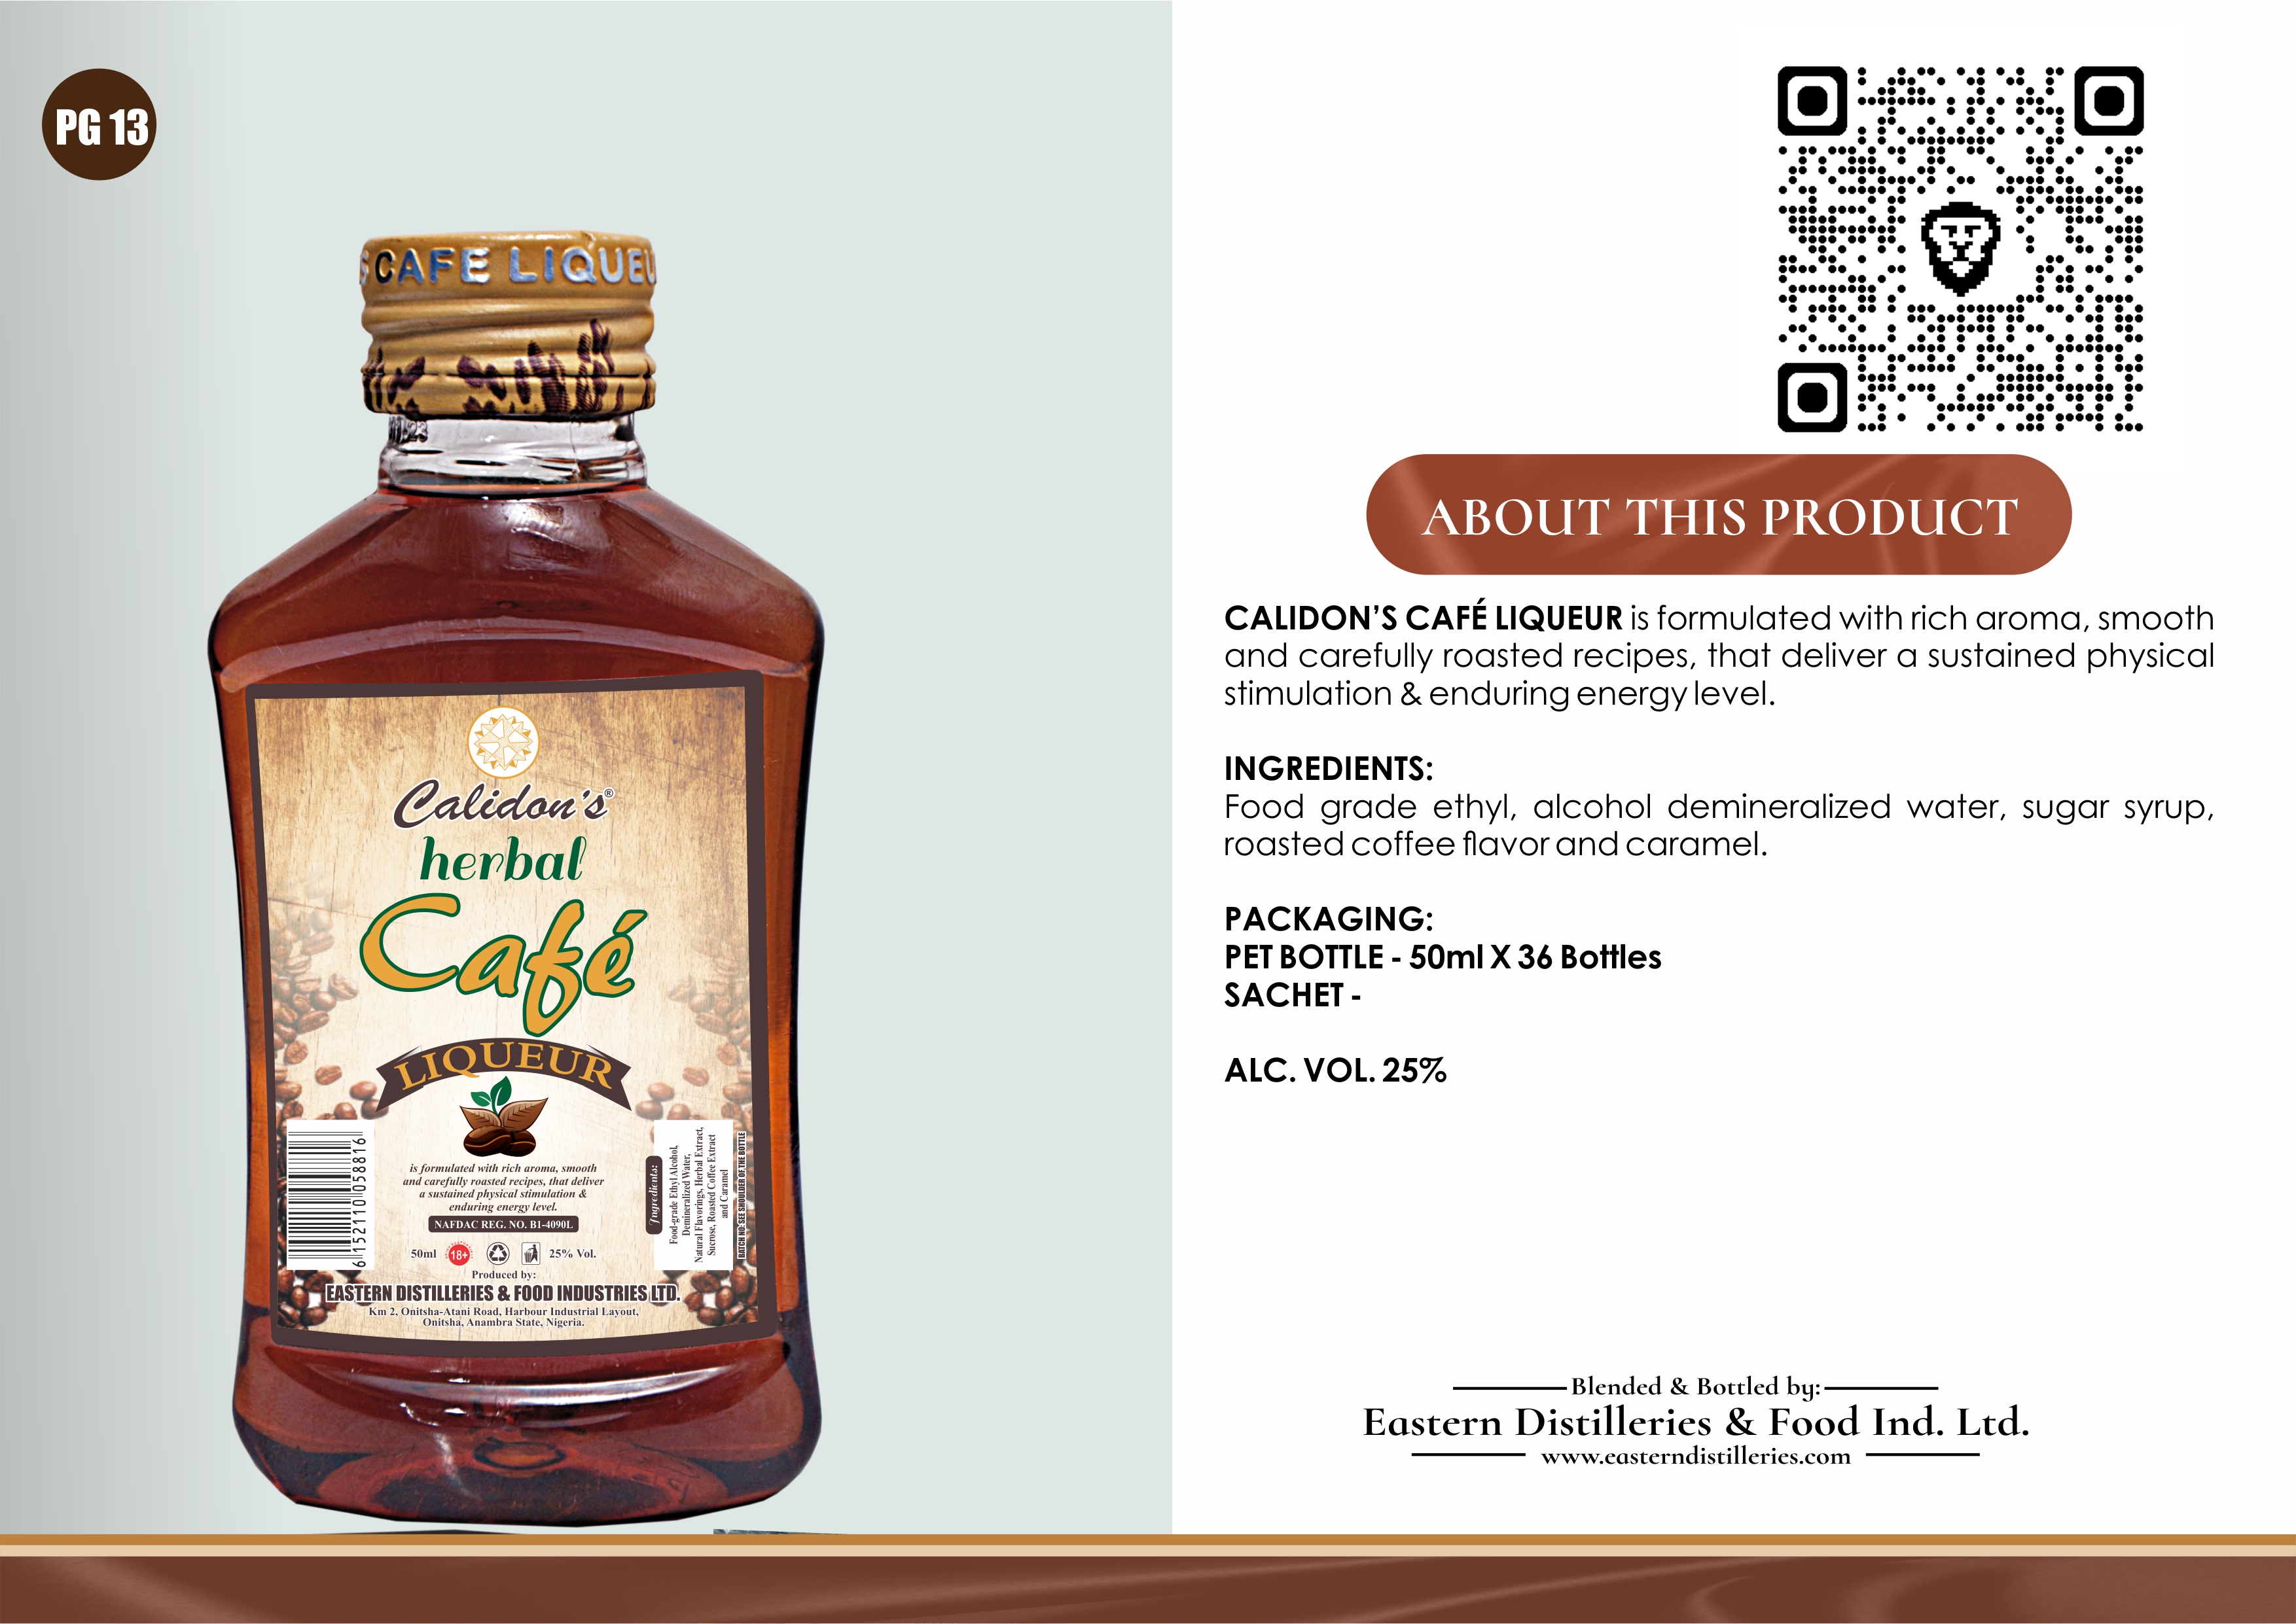 PG 13
CAFE LIQUEU
Calidon's®
herbal
Café
LIQUEUR
is formulated with rich aroma, smooth
and carefully roasted recipes, that deliver
a sustained physical stimulation &
enduring energy level.
NAFDAC REG. NO. B1-4090L
50ml 18+ 25% Vol.
Produced by:
EASTERN DISTILLERIES & FOOD INDUSTRIES LTD.
Km 2, Onitsha-Atani Road, Harbour Industrial Layout,
Onitsha, Anambra State, Nigeria.
6 152110 058816
Ingredients:
Food-grade Ethyl Alcohol,
Demineralized Water,
Natural Flavorings, Herbal Extract,
Sucrose, Roasted Coffee Extract
and Caramel
BATCH NO: SEE SHOULDER OF THE BOTTLE
ABOUT THIS PRODUCT
CALIDON'S CAFÉ LIQUEUR is formulated with rich aroma, smooth
and carefully roasted recipes, that deliver a sustained physical
stimulation & enduring energy level.
INGREDIENTS:
Food grade ethyl, alcohol demineralized water, sugar syrup,
roasted coffee flavor and caramel.
PACKAGING:
PET BOTTLE - 50ml X 36 Bottles
SACHET -
ALC. VOL. 25%
Blended & Bottled by:
Eastern Distilleries & Food Ind. Ltd.
www.easterndistilleries.com